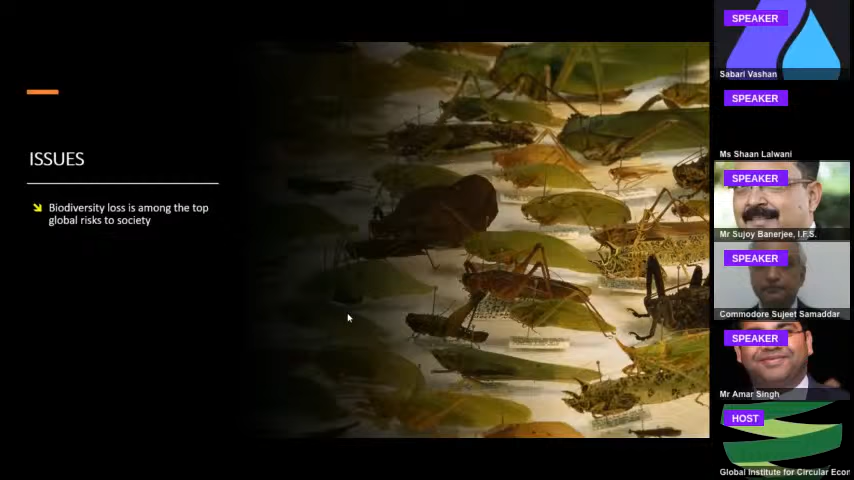 ISSUES
Biodiversity loss is among the top
global risks to society
SPEAKER
Sabari Vashan
SPEAKER
Ms Shaan Lalwani
SPEAKER
Mr Sujoy Banerjee, I.F.S.
SPEAKER
Commodore Sujeet Samaddar
SPEAKER
Mr Amar Singh
HOST
Global Institute for Circular Econ